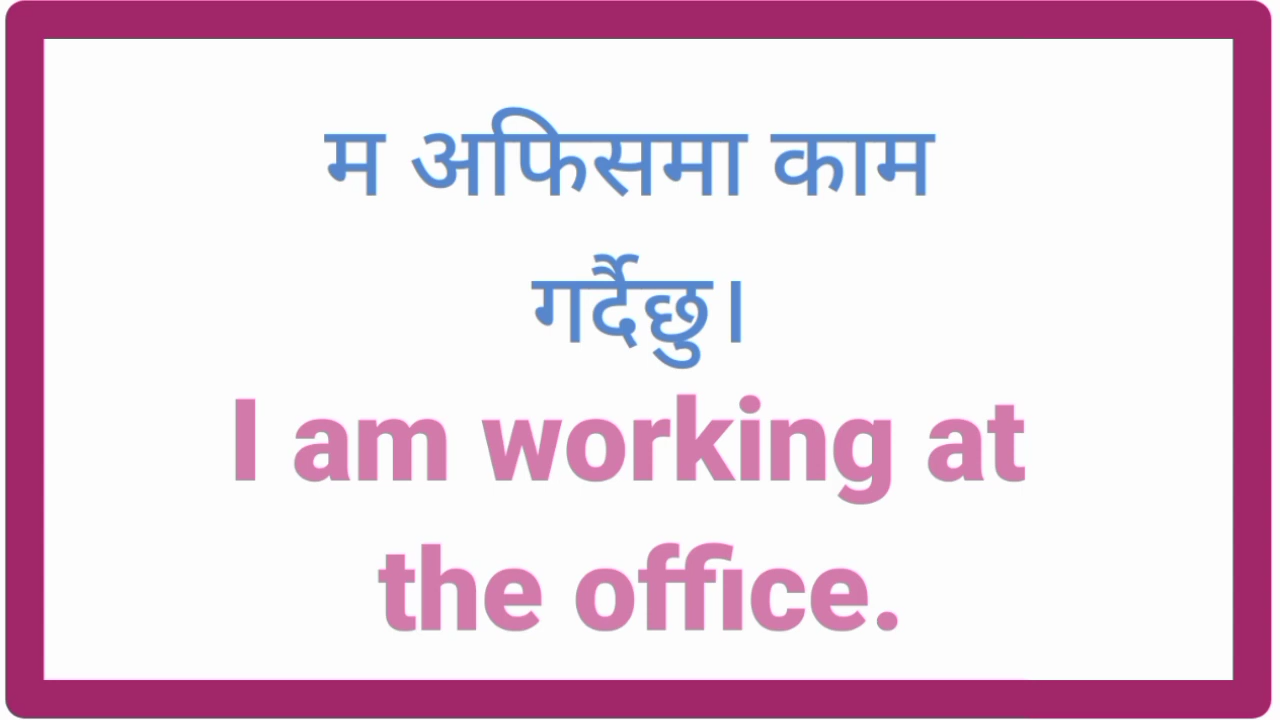 म अफिसमा काम
गर्दैछु।
I am working at
the office.